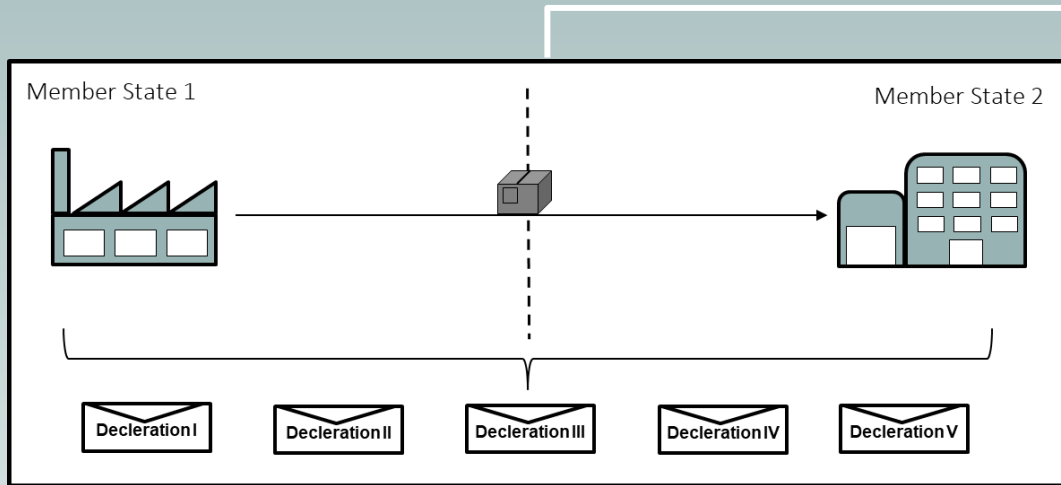 Member State 1
Member State 2
Decleration I
Decleration II
Decleration III
Decleration IV
Decleration V